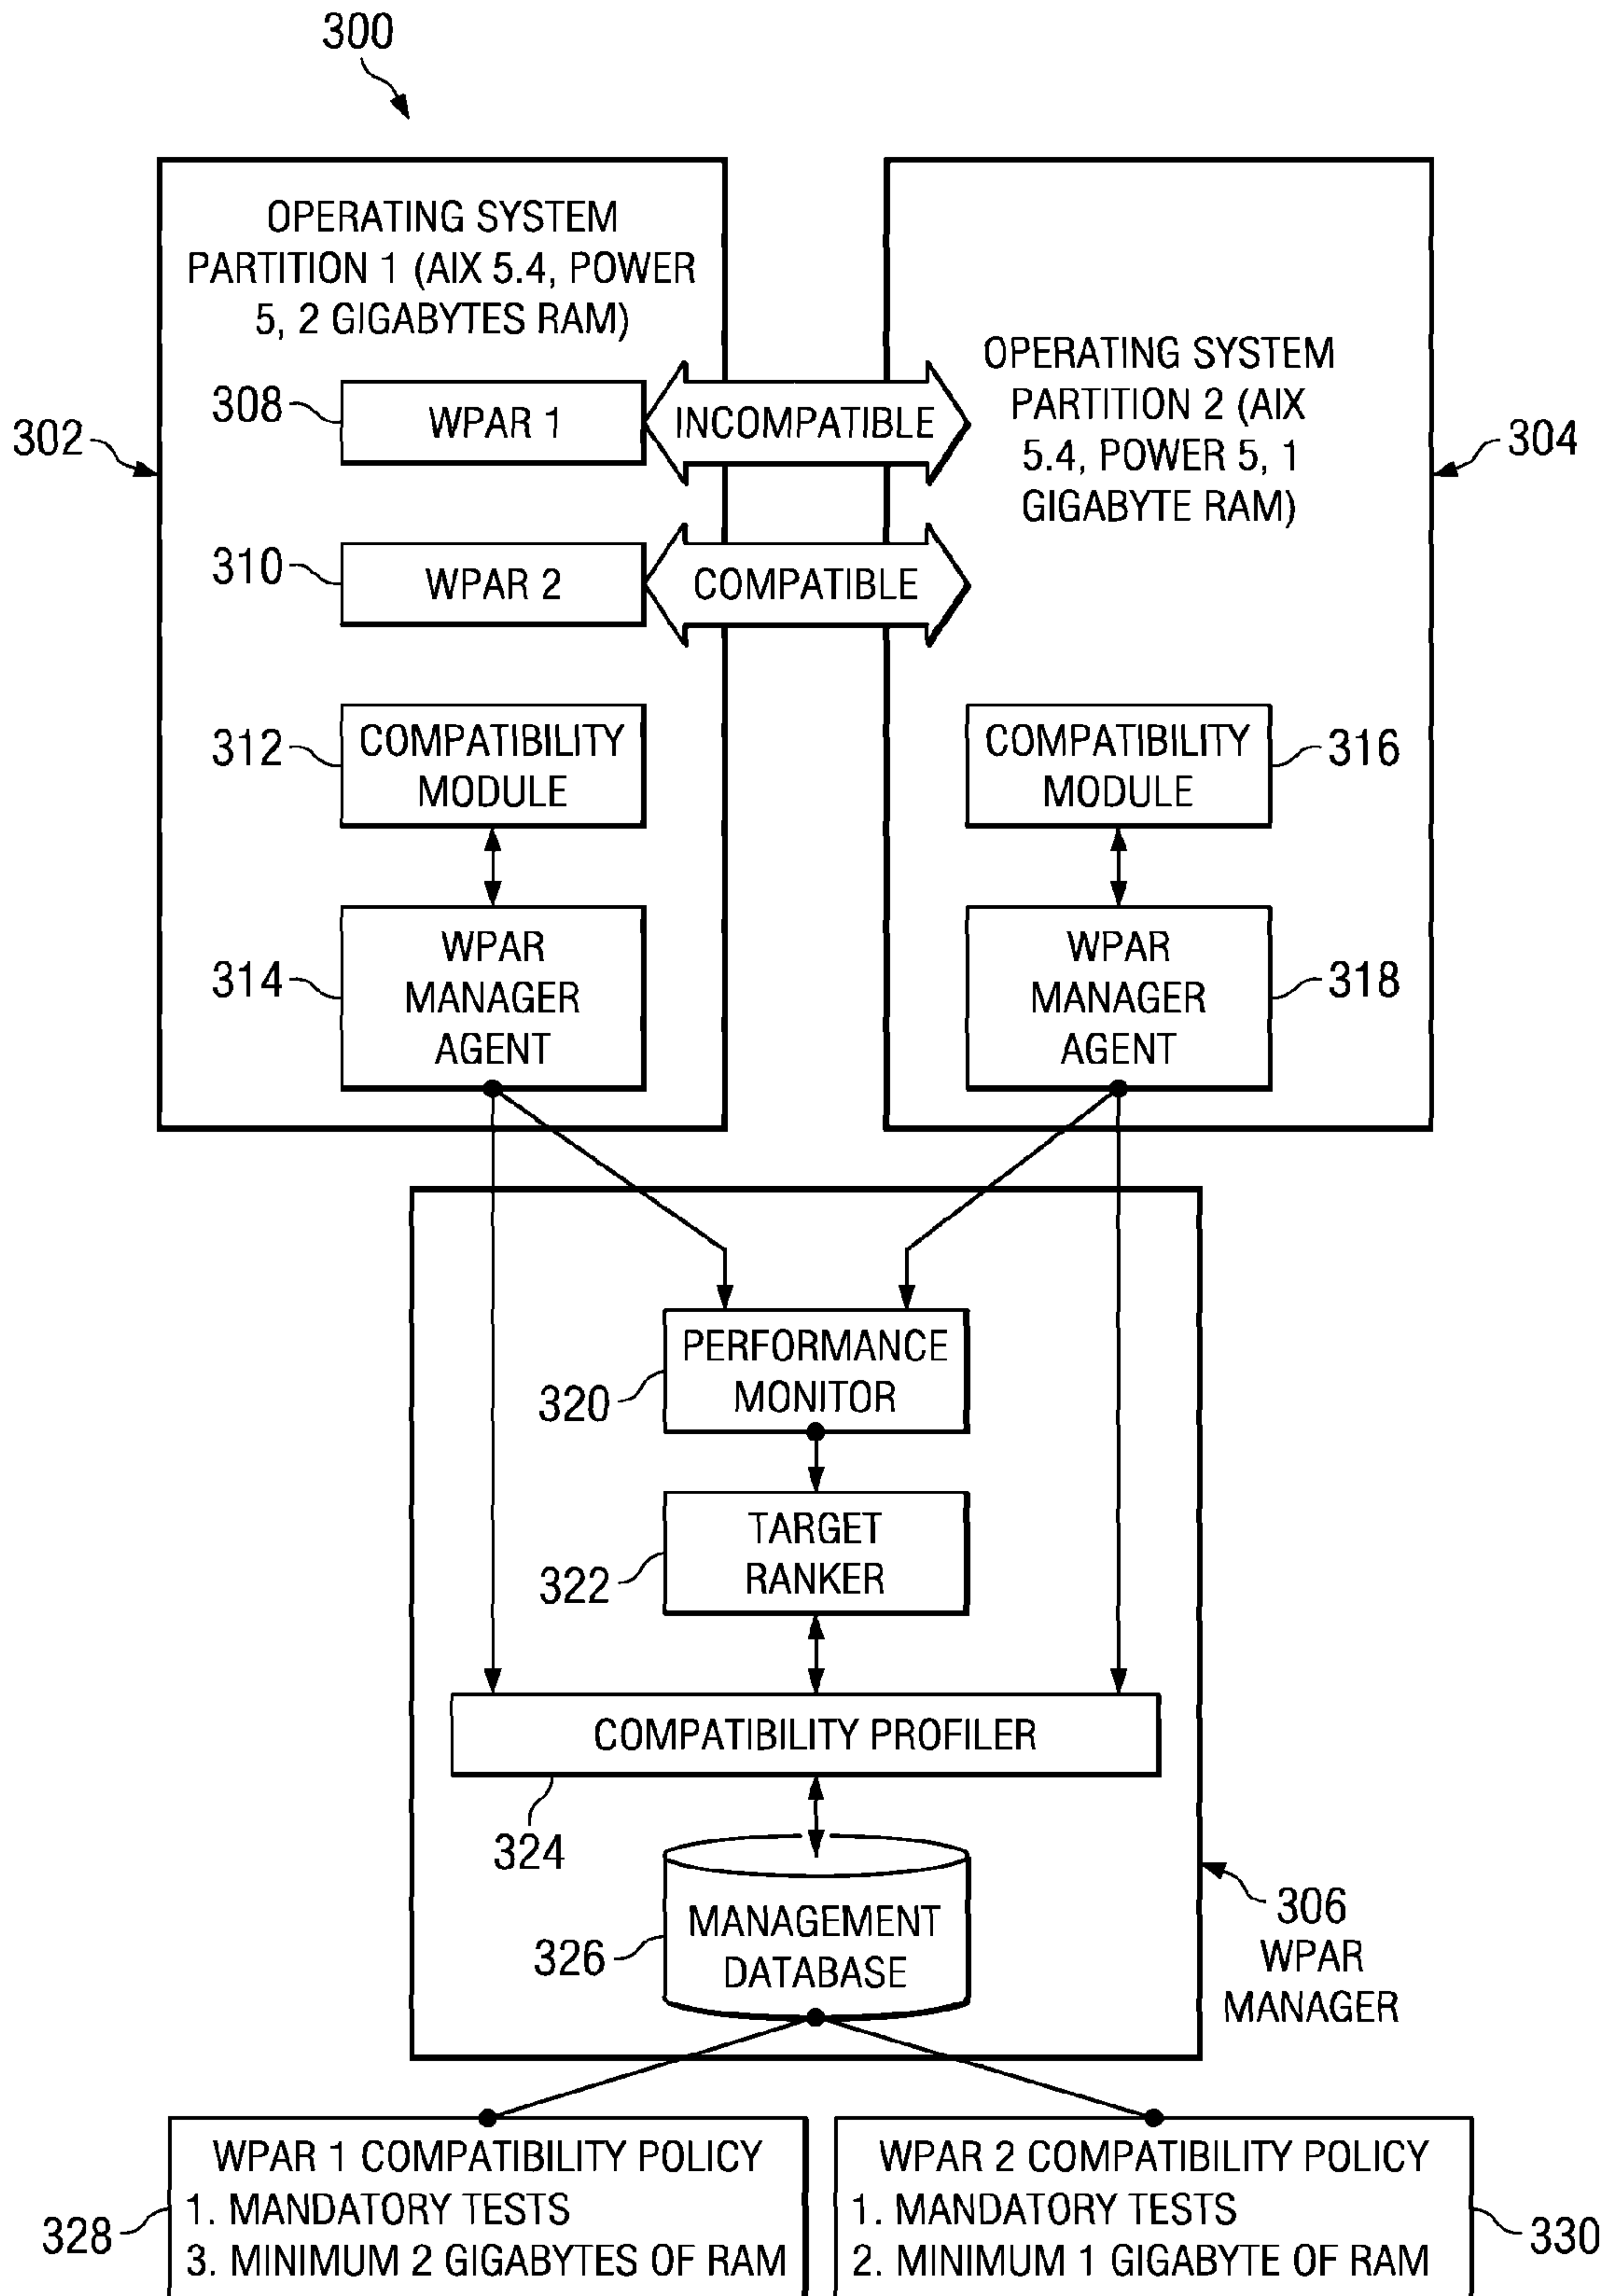 300
OPERATING SYSTEM
PARTITION 1 (AIX 5.4, POWER
5, 2 GIGABYTES RAM)
OPERATING SYSTEM
PARTITION 2 (AIX
5.4, POWER 5, 1
GIGABYTE RAM)
302
304
308
WPAR 1
INCOMPATIBLE
310
WPAR 2
COMPATIBLE
312
COMPATIBILITY
MODULE
COMPATIBILITY
MODULE
316
314
WPAR
MANAGER
AGENT
WPAR
MANAGER
AGENT
318
PERFORMANCE
MONITOR
320
TARGET
RANKER
322
COMPATIBILITY PROFILER
324
MANAGEMENT
DATABASE
326
306
WPAR
MANAGER
WPAR 1 COMPATIBILITY POLICY
1. MANDATORY TESTS
3. MINIMUM 2 GIGABYTES OF RAM
328
WPAR 2 COMPATIBILITY POLICY
1. MANDATORY TESTS
2. MINIMUM 1 GIGABYTE OF RAM
330